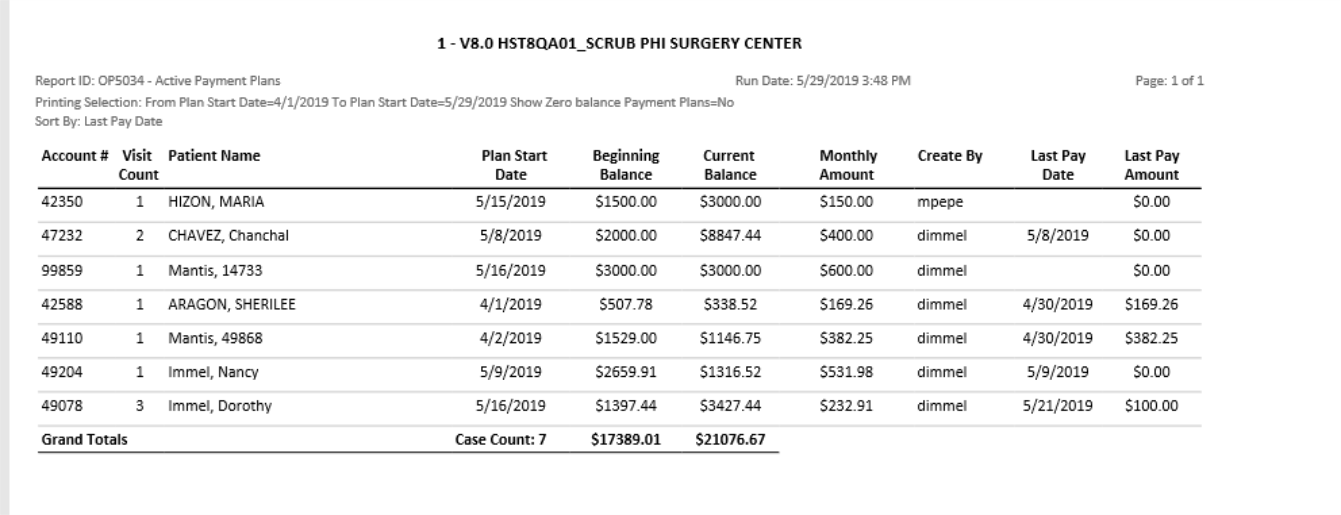 1 - V8.0 HST8QA01_SCRUB PHI SURGERY CENTER
Report ID: OP5034 - Active Payment Plans Run Date: 5/29/2019 3:48 PM Page: 1 of 1
Printing Selection: From Plan Start Date=4/1/2019 To Plan Start Date=5/29/2019 Show Zero balance Payment Plans=No
Sort By: Last Pay Date
Account # Visit Patient Name Plan Start Beginning Current Monthly Create By Last Pay Last Pay
Count Date Balance Balance Amount Date Amount
42350 1 HIZON, MARIA 5/15/2019 $1500.00 $3000.00 $150.00 mpepe $0.00
47232 2 CHAVEZ, Chanchal 5/8/2019 $2000.00 $8847.44 $400.00 dimmel 5/8/2019 $0.00
99859 1 Mantis, 14733 5/16/2019 $3000.00 $3000.00 $600.00 dimmel $0.00
42588 1 ARAGON, SHERILEE 4/1/2019 $507.78 $338.52 $169.26 dimmel 4/30/2019 $169.26
49110 1 Mantis, 49868 4/2/2019 $1529.00 $1146.75 $382.25 dimmel 4/30/2019 $382.25
49204 1 Immel, Nancy 5/9/2019 $2659.91 $1316.52 $531.98 dimmel 5/9/2019 $0.00
49078 3 Immel, Dorothy 5/16/2019 $1397.44 $3427.44 $232.91 dimmel 5/21/2019 $100.00
Grand Totals Case Count: 7 $17389.01 $21076.67